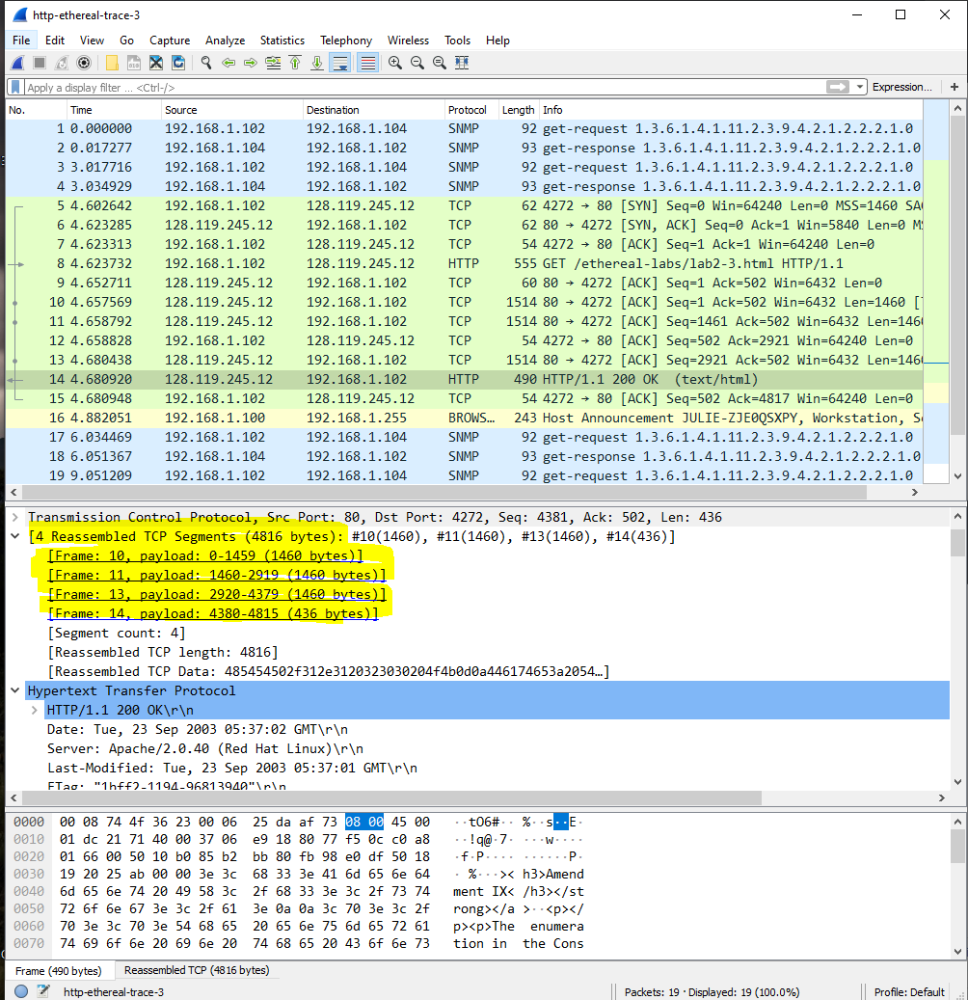 http-ethereal-trace-3
File Edit View Go Capture Analyze Statistics Telephony Wireless Tools Help
Apply a display filter ... <Ctrl-/> Expression... +
No. Time Source Destination Protocol Length Info
1 0.000000 192.168.1.102 192.168.1.104 SNMP 92 get-request 1.3.6.1.4.1.11.2.3.9.4.2.1.2.2.2.1.0
2 0.017277 192.168.1.104 192.168.1.102 SNMP 93 get-response 1.3.6.1.4.1.11.2.3.9.4.2.1.2.2.2.1.0
3 3.017716 192.168.1.102 192.168.1.104 SNMP 92 get-request 1.3.6.1.4.1.11.2.3.9.4.2.1.2.2.2.1.0
4 3.034929 192.168.1.104 192.168.1.102 SNMP 93 get-response 1.3.6.1.4.1.11.2.3.9.4.2.1.2.2.2.1.0
5 4.602642 192.168.1.102 128.119.245.12 TCP 62 4272 → 80 [SYN] Seq=0 Win=64240 Len=0 MSS=1460 SA
6 4.623285 128.119.245.12 192.168.1.102 TCP 62 80 → 4272 [SYN, ACK] Seq=0 Ack=1 Win=5840 Len=0 M
7 4.623313 192.168.1.102 128.119.245.12 TCP 54 4272 → 80 [ACK] Seq=1 Ack=1 Win=64240 Len=0
8 4.623732 192.168.1.102 128.119.245.12 HTTP 555 GET /ethereal-labs/lab2-3.html HTTP/1.1
9 4.652711 128.119.245.12 192.168.1.102 TCP 60 80 → 4272 [ACK] Seq=1 Ack=502 Win=6432 Len=0
10 4.657569 128.119.245.12 192.168.1.102 TCP 1514 80 → 4272 [ACK] Seq=1 Ack=502 Win=6432 Len=1460 [
11 4.658792 128.119.245.12 192.168.1.102 TCP 1514 80 → 4272 [ACK] Seq=1461 Ack=502 Win=6432 Len=146
12 4.658828 192.168.1.102 128.119.245.12 TCP 54 4272 → 80 [ACK] Seq=502 Ack=2921 Win=64240 Len=0
13 4.680438 128.119.245.12 192.168.1.102 TCP 1514 80 → 4272 [ACK] Seq=2921 Ack=502 Win=6432 Len=146
14 4.680920 128.119.245.12 192.168.1.102 HTTP 490 HTTP/1.1 200 OK (text/html)
15 4.680948 192.168.1.102 128.119.245.12 TCP 54 4272 → 80 [ACK] Seq=502 Ack=4817 Win=64240 Len=0
16 4.882051 192.168.1.100 192.168.1.255 BROWS… 243 Host Announcement JULIE-ZJE0QSXPY, Workstation, S
17 6.034469 192.168.1.102 192.168.1.104 SNMP 92 get-request 1.3.6.1.4.1.11.2.3.9.4.2.1.2.2.2.1.0
18 6.051367 192.168.1.104 192.168.1.102 SNMP 93 get-response 1.3.6.1.4.1.11.2.3.9.4.2.1.2.2.2.1.0
19 9.051209 192.168.1.102 192.168.1.104 SNMP 92 get-request 1.3.6.1.4.1.11.2.3.9.4.2.1.2.2.2.1.0
Transmission Control Protocol, Src Port: 80, Dst Port: 4272, Seq: 4381, Ack: 502, Len: 436
[4 Reassembled TCP Segments (4816 bytes): #10(1460), #11(1460), #13(1460), #14(436)]
[Frame: 10, payload: 0-1459 (1460 bytes)]
[Frame: 11, payload: 1460-2919 (1460 bytes)]
[Frame: 13, payload: 2920-4379 (1460 bytes)]
[Frame: 14, payload: 4380-4815 (436 bytes)]
[Segment count: 4]
[Reassembled TCP length: 4816]
[Reassembled TCP Data: 485454502f312e3120323030204f4b0d0a446174653a2054…]
Hypertext Transfer Protocol
HTTP/1.1 200 OK\r\n
Date: Tue, 23 Sep 2003 05:37:02 GMT\r\n
Server: Apache/2.0.40 (Red Hat Linux)\r\n
Last-Modified: Tue, 23 Sep 2003 05:37:01 GMT\r\n
ETag: "1bff2-1194-96813940"\r\n
0000 00 08 74 4f 36 23 00 06 25 da af 73 08 00 45 00 ··tO6#·· %··s··E·
0010 01 dc 21 71 40 00 37 06 e9 18 80 77 f5 0c c0 a8 ··!q@·7· ···w····
0020 01 66 00 50 10 b0 85 b2 bb 80 fb 98 e0 df 50 18 ·f·P···· ······P·
0030 19 20 25 ab 00 00 3e 3c 68 33 3e 41 6d 65 6e 64 · %···>< h3>Amend
0040 6d 65 6e 74 20 49 58 3c 2f 68 33 3e 3c 2f 73 74 ment IX< /h3></st
0050 72 6f 6e 67 3e 3c 2f 61 3e 0a 0a 3c 70 3e 3c 2f rong></a >··<p></
0060 70 3e 3c 70 3e 54 68 65 20 65 6e 75 6d 65 72 61 p><p>The enumera
0070 74 69 6f 6e 20 69 6e 20 74 68 65 20 43 6f 6e 73 tion in the Cons
Frame (490 bytes) Reassembled TCP (4816 bytes)
http-ethereal-trace-3 Packets: 19 · Displayed: 19 (100.0%) Profile: Default